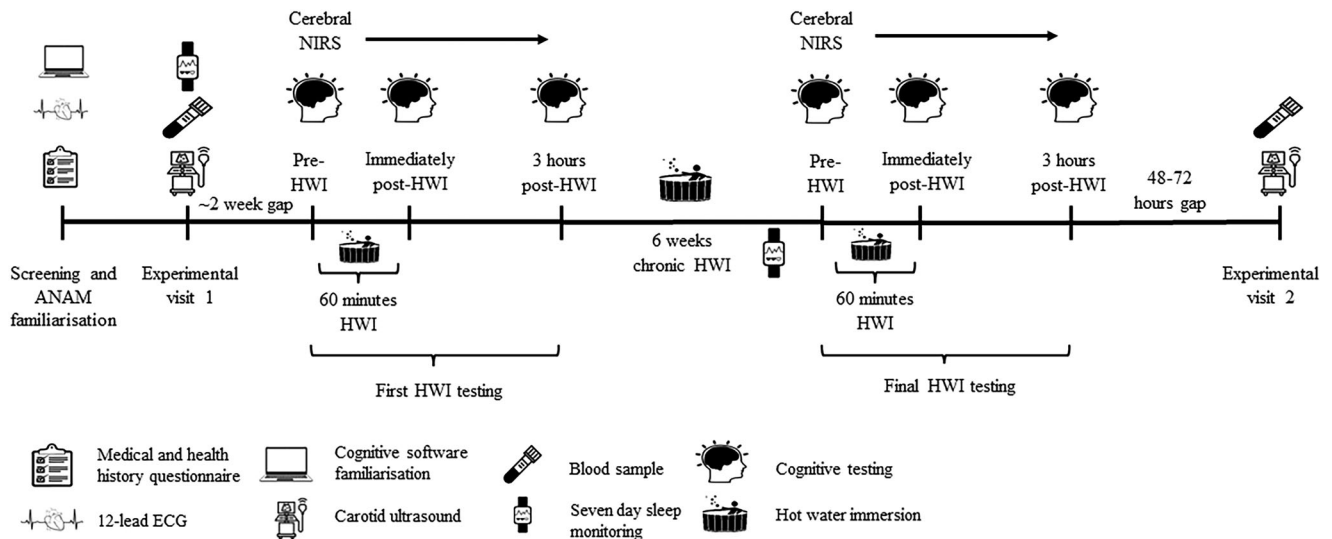 Cerebral
NIRS
Cerebral
NIRS
Pre-
HWI
Immediately
post-HWI
3 hours
post-HWI
Pre-
HWI
Immediately
post-HWI
3 hours
post-HWI
~2 week gap
48-72
hours gap
Screening and
ANAM
familiarisation
Experimental
visit 1
60 minutes
HWI
6 weeks
chronic HWI
60 minutes
HWI
Experimental
visit 2
First HWI testing
Final HWI testing
Medical and health
history questionnaire
Cognitive software
familiarisation
Blood sample
Cognitive testing
12-lead ECG
Carotid ultrasound
Seven day sleep
monitoring
Hot water immersion